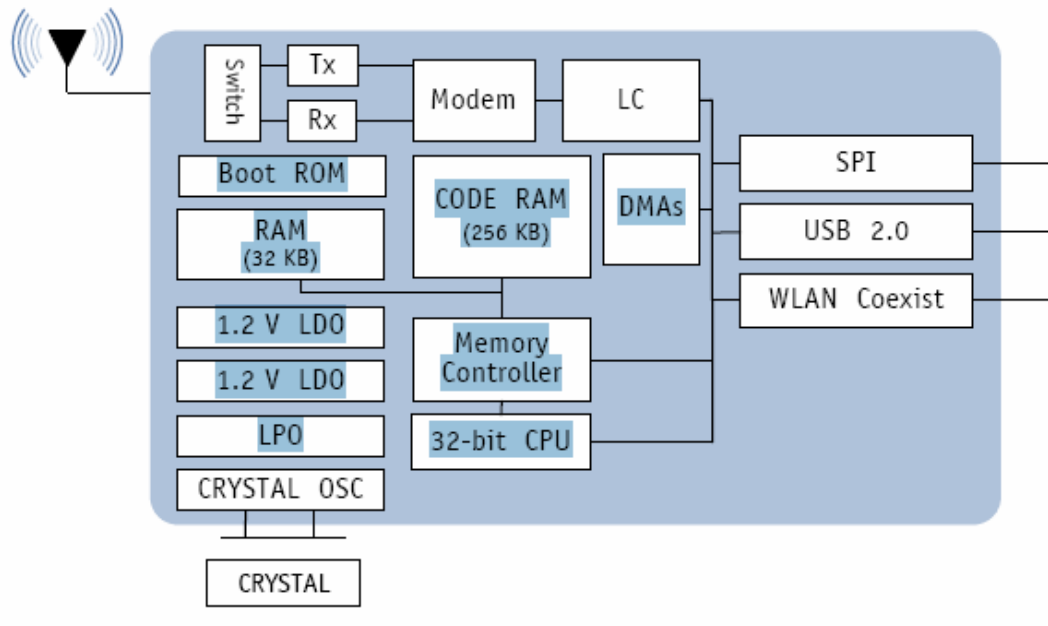 Switch
Tx
Rx
Modem
LC
Boot ROM
RAM
(32 KB)
CODE RAM
(256 KB)
DMAs
SPI
USB 2.0
WLAN Coexist
1.2 V LDO
1.2 V LDO
LPO
CRYSTAL OSC
Memory
Controller
32-bit CPU
CRYSTAL